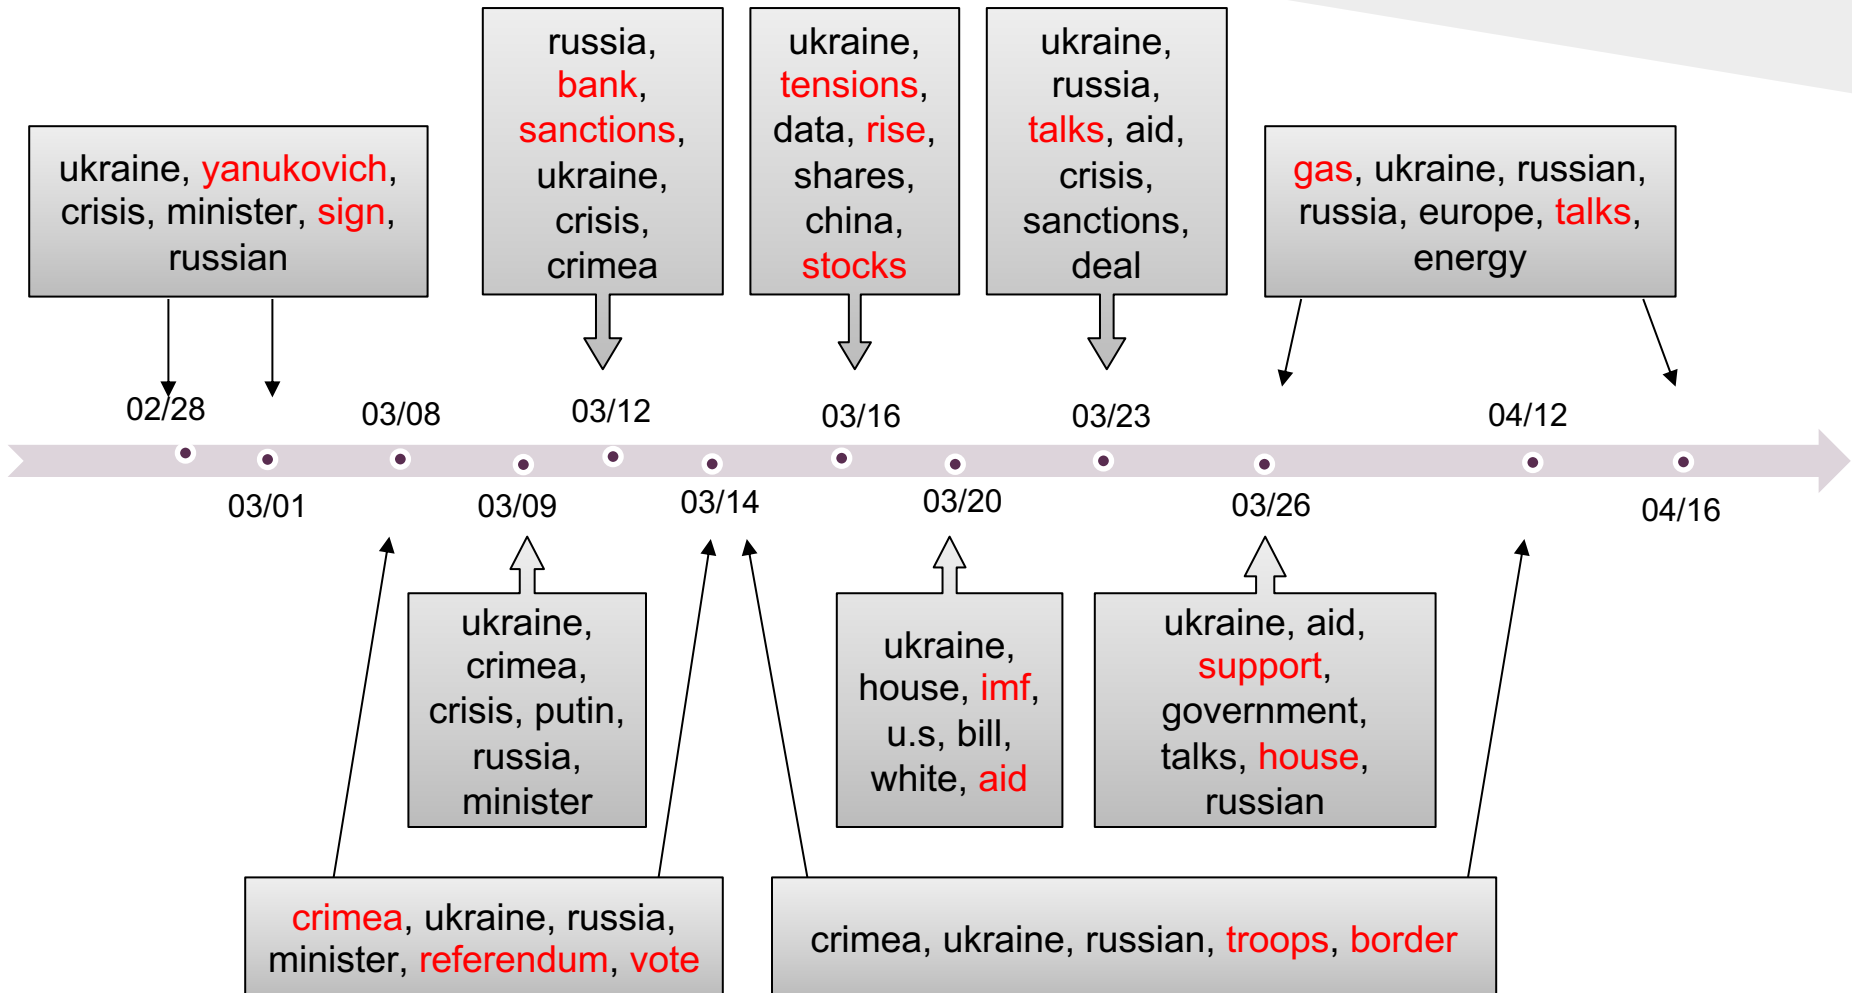 russia,
bank,
sanctions,
ukraine,
crisis,
crimea
ukraine,
tensions,
data, rise,
shares,
china,
stocks
ukraine,
russia,
talks, aid,
crisis,
sanctions,
deal
ukraine, yanukovich,
crisis, minister, sign,
russian
gas, ukraine, russian,
russia, europe, talks,
energy
02/28
03/08
03/12
03/16
03/23
04/12
03/01
03/09
03/14
03/20
03/26
04/16
ukraine,
crimea,
crisis, putin,
russia,
minister
ukraine,
house, imf,
u.s, bill,
white, aid
ukraine, aid,
support,
government,
talks, house,
russian
crimea, ukraine, russia,
minister, referendum, vote
crimea, ukraine, russian, troops, border